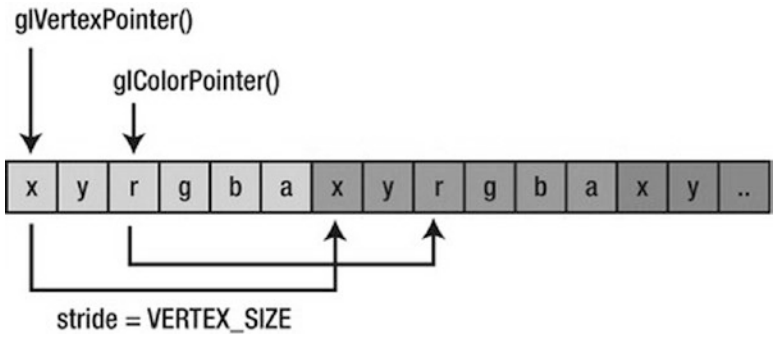 glVertexPointer()
glColorPointer()
x y r g b a x y r g b a x y ..
stride = VERTEX_SIZE